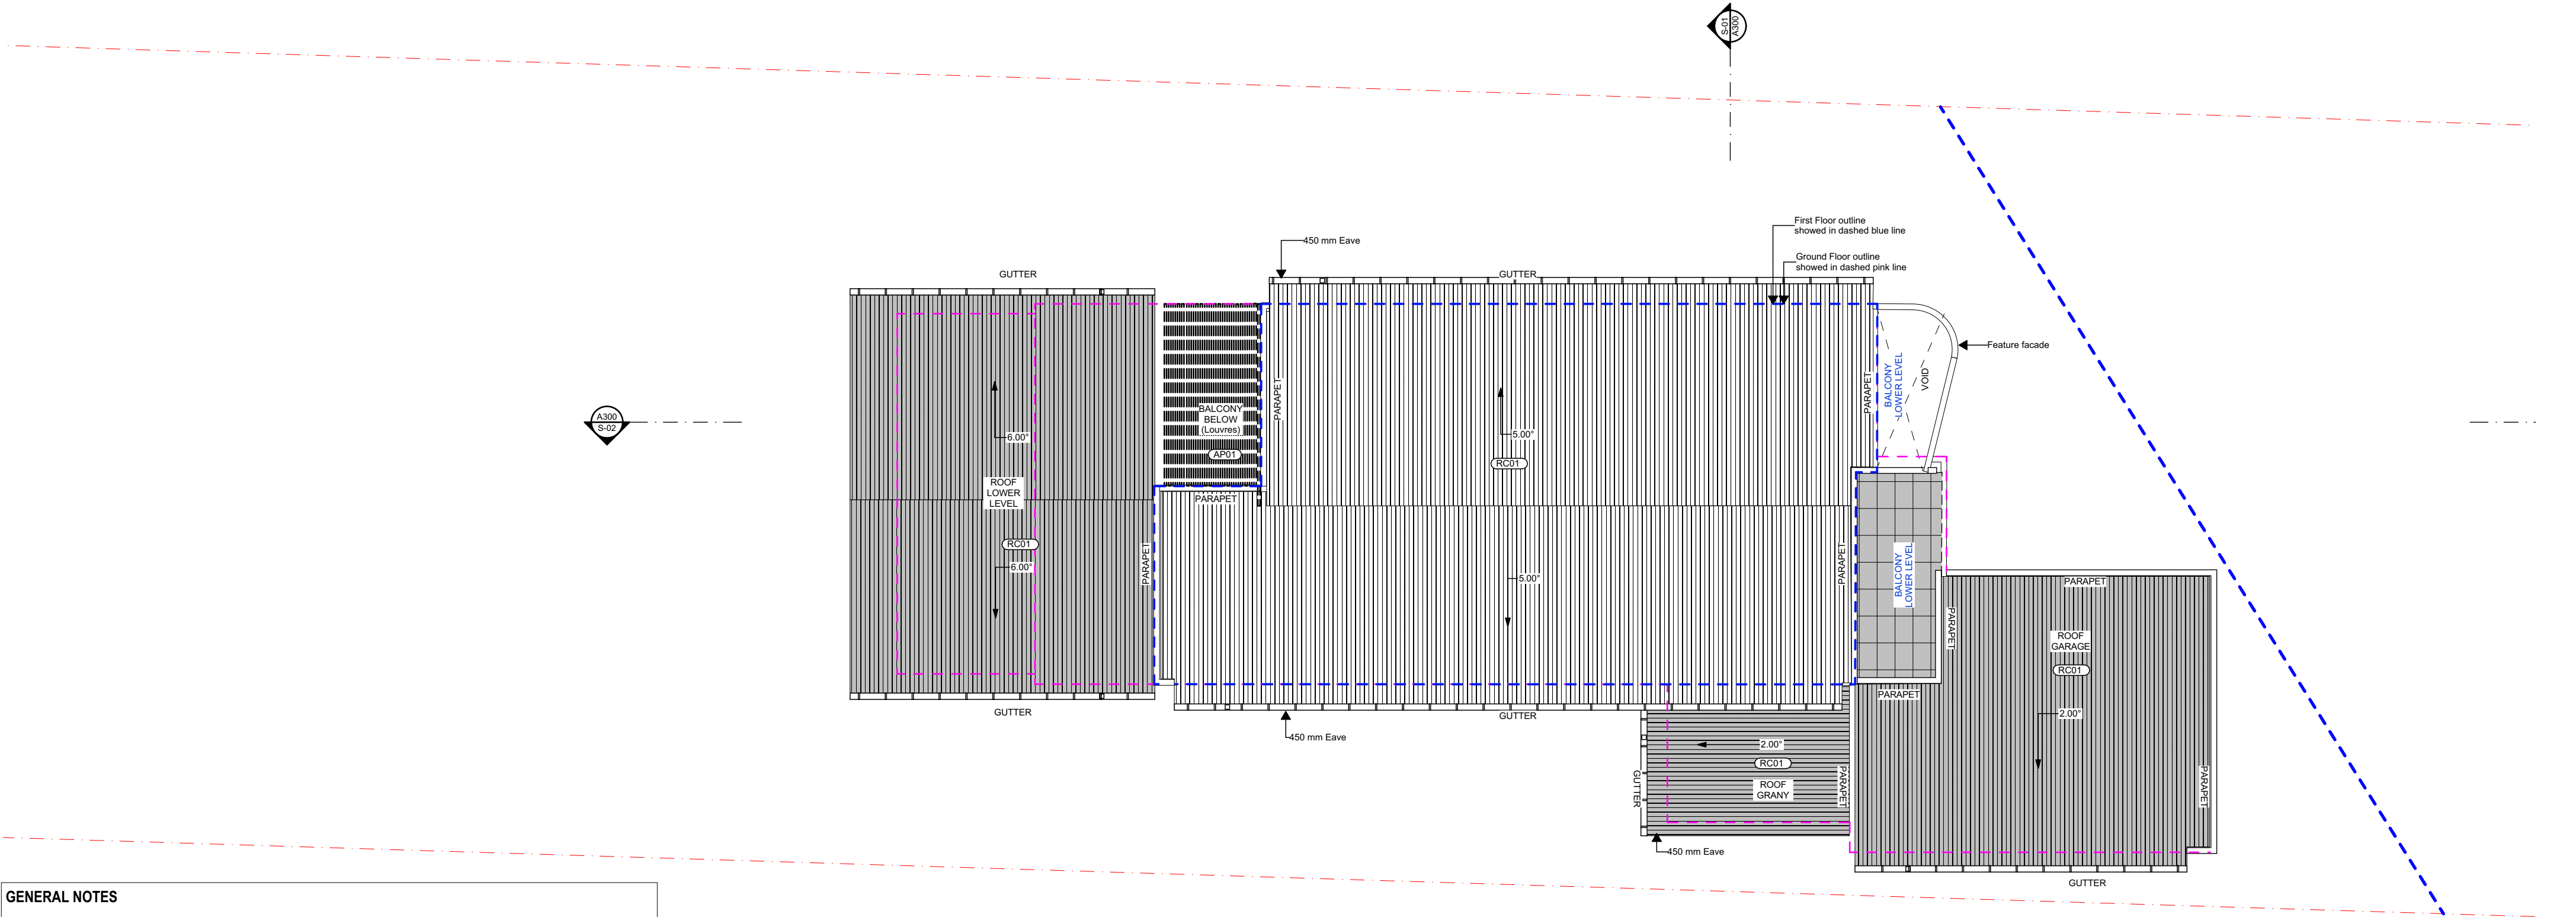 S-01
A300
First Floor outline
showed in dashed blue line
450 mm Eave
Ground Floor outline
showed in dashed pink line
GUTTER
GUTTER
Feature facade
PARAPET
PARAPET
BALCONY
LOWER LEVEL
VOID
A300
S-02
BALCONY
BELOW
(Louvres)
AP01
6.00°
5.00°
RC01
ROOF
LOWER
LEVEL
PARAPET
RC01
6.00°
PARAPET
5.00°
PARAPET
BALCONY
LOWER LEVEL
PARAPET
PARAPET
ROOF
GARAGE
RC01
PARAPET
2.00°
GUTTER
GUTTER
450 mm Eave
2.00°
RC01
ROOF
GRANY
GUTTER
PARAPET
PARAPET
450 mm Eave
GUTTER
GENERAL NOTES